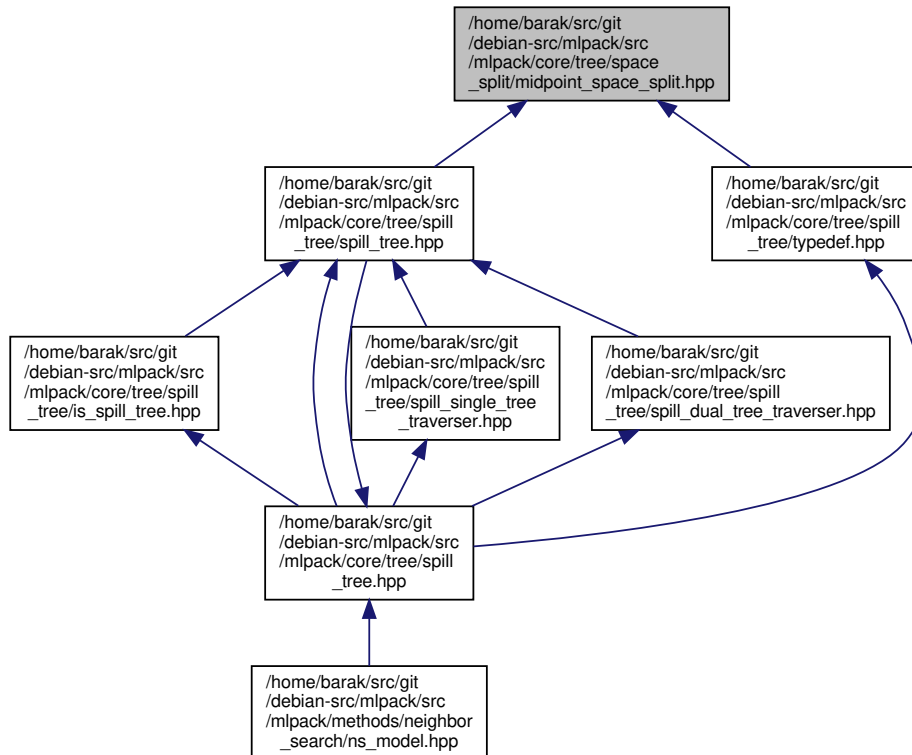 /home/barak/src/git
/debian-src/mlpack/src
/mlpack/core/tree/space
_split/midpoint_space_split.hpp
/home/barak/src/git
/debian-src/mlpack/src
/mlpack/core/tree/spill
_tree/spill_tree.hpp
/home/barak/src/git
/debian-src/mlpack/src
/mlpack/core/tree/spill
_tree/typedef.hpp
/home/barak/src/git
/debian-src/mlpack/src
/mlpack/core/tree/spill
_tree/is_spill_tree.hpp
/home/barak/src/git
/debian-src/mlpack/src
/mlpack/core/tree/spill
_tree/spill_single_tree
_traverser.hpp
/home/barak/src/git
/debian-src/mlpack/src
/mlpack/core/tree/spill
_tree/spill_dual_tree_traverser.hpp
/home/barak/src/git
/debian-src/mlpack/src
/mlpack/core/tree/spill
_tree.hpp
/home/barak/src/git
/debian-src/mlpack/src
/mlpack/methods/neighbor
_search/ns_model.hpp